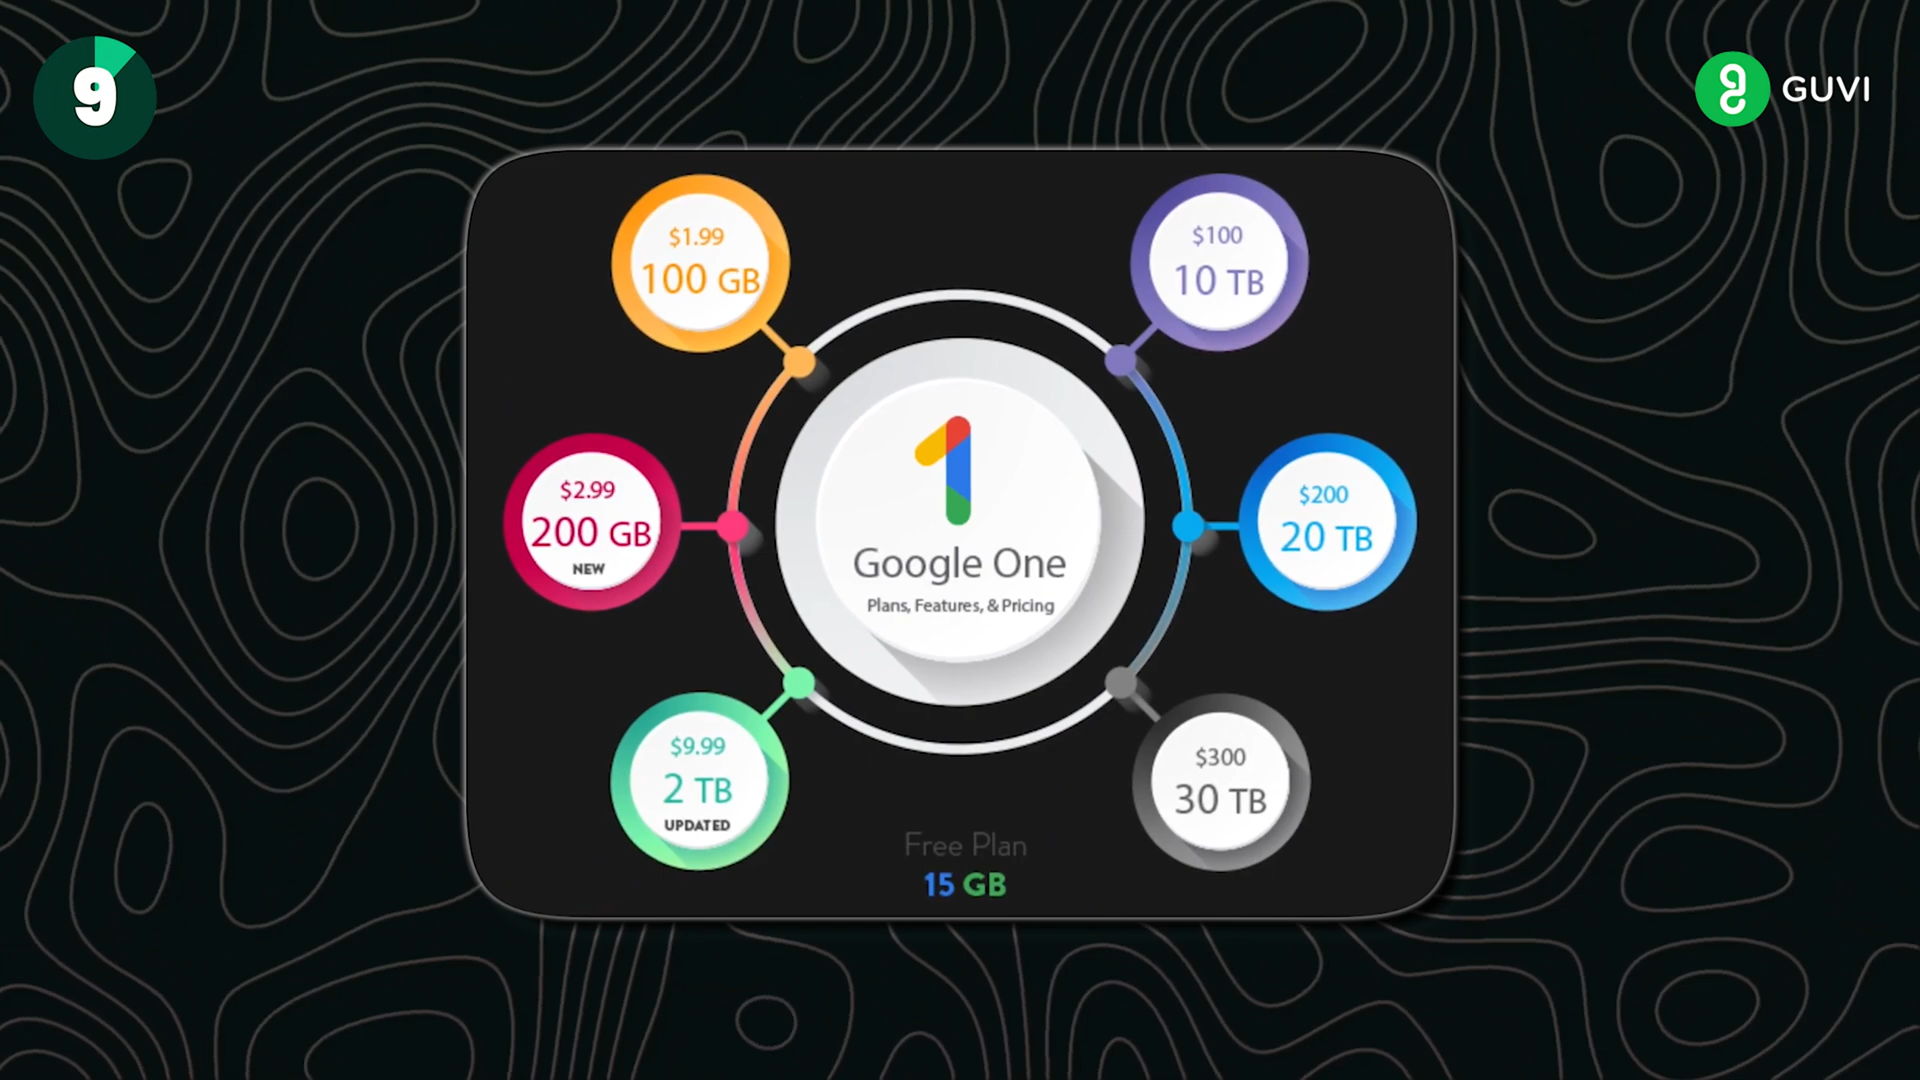 9
GUVI
$1.99
100 GB
$100
10 TB
$2.99
200 GB
NEW
Google One
Plans, Features, & Pricing
$200
20 TB
$9.99
2 TB
UPDATED
$300
30 TB
Free Plan
15 GB